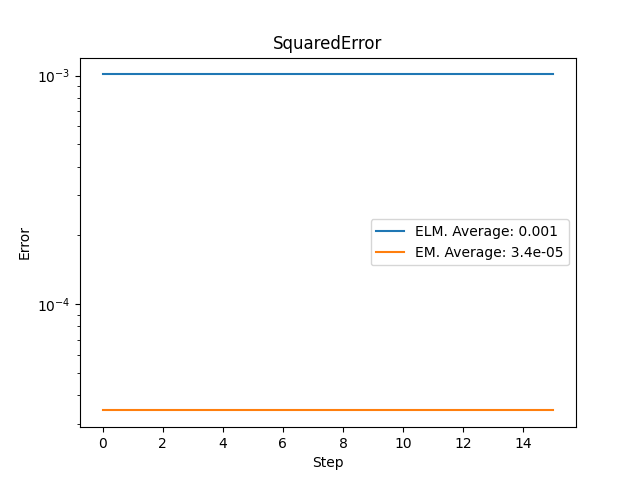 SquaredError
10⁻³
10⁻⁴
Error
ELM. Average: 0.001
EM. Average: 3.4e-05
0 2 4 6 8 10 12 14
Step